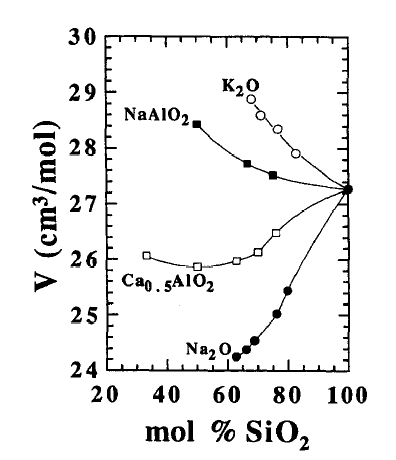 30
29
28
27
26
25
24
V (cm³/mol)
K₂O
NaAlO₂
Ca₀.₅AlO₂
Na₂O
20 40 60 80 100
mol % SiO₂